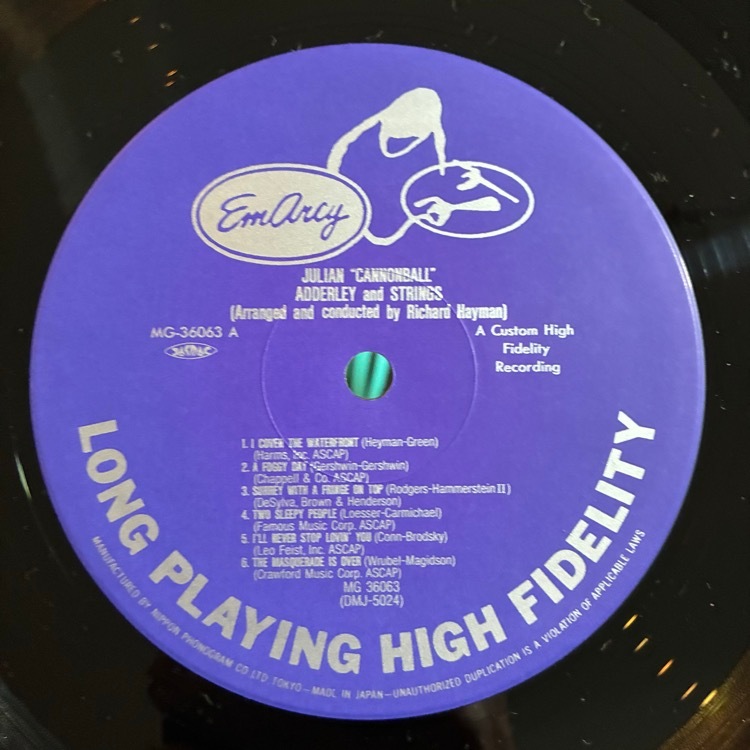 EmArcy
JULIAN "CANNONBALL"
ADDERLEY and STRINGS
(Arranged and conducted by Richard Hayman)
MG-36063 A
A Custom High
Fidelity
Recording
1. I COVER THE WATERFRONT (Heyman-Green)
(Harms, Inc. ASCAP)
2. A FOGGY DAY (Gershwin-Gershwin)
(Chappell & Co. ASCAP)
3. SURREY WITH A FRINGE ON TOP (Rodgers-Hammerstein II)
(DeSylva, Brown & Henderson)
4. TWO SLEEPY PEOPLE (Loesser-Carmichael)
(Famous Music Corp. ASCAP)
5. I'LL NEVER STOP LOVIN' YOU (Conn-Brodsky)
(Leo Feist, Inc. ASCAP)
6. THE MASQUERADE IS OVER (Wrubel-Magidson)
(Crawford Music Corp. ASCAP)
MG 36063
(DMJ-5024)
LONG PLAYING HIGH FIDELITY
MANUFACTURED BY NIPPON PHONOGRAM CO LTD TOKYO – MADE IN JAPAN – UNAUTHORIZED DUPLICATION IS A VIOLATION OF APPLICABLE LAWS